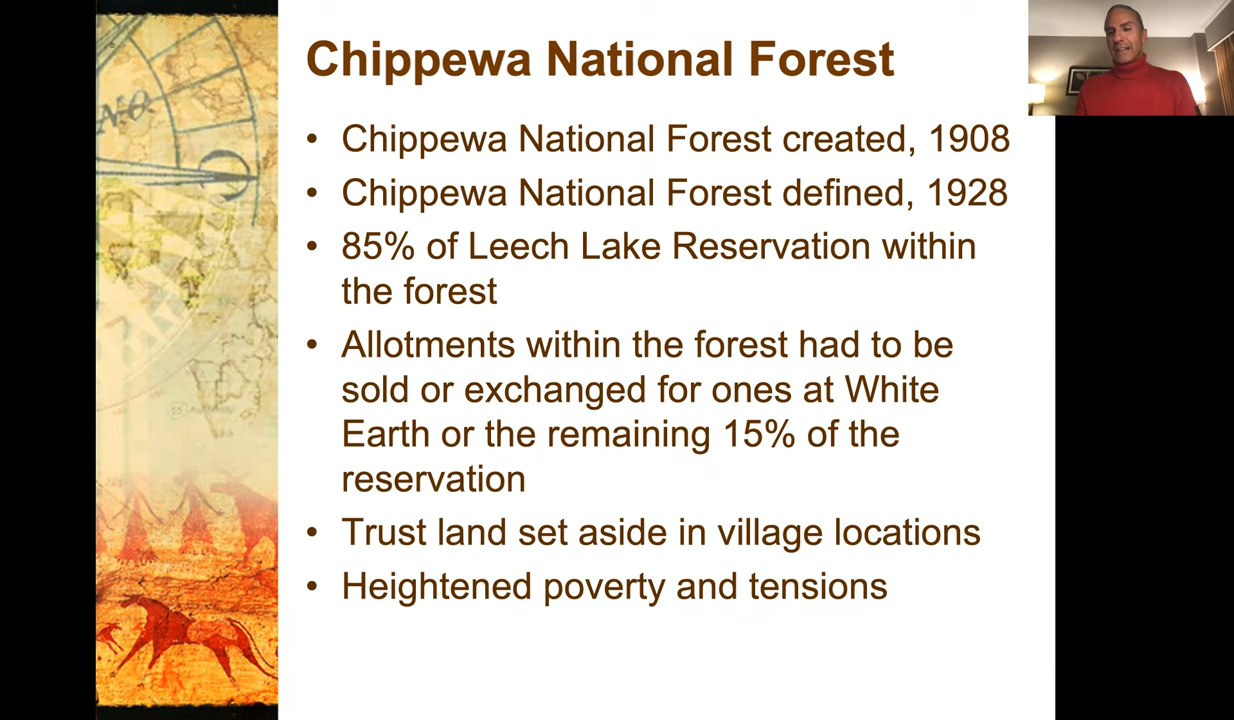 Chippewa National Forest
• Chippewa National Forest created, 1908
• Chippewa National Forest defined, 1928
• 85% of Leech Lake Reservation within
the forest
• Allotments within the forest had to be
sold or exchanged for ones at White
Earth or the remaining 15% of the
reservation
• Trust land set aside in village locations
• Heightened poverty and tensions